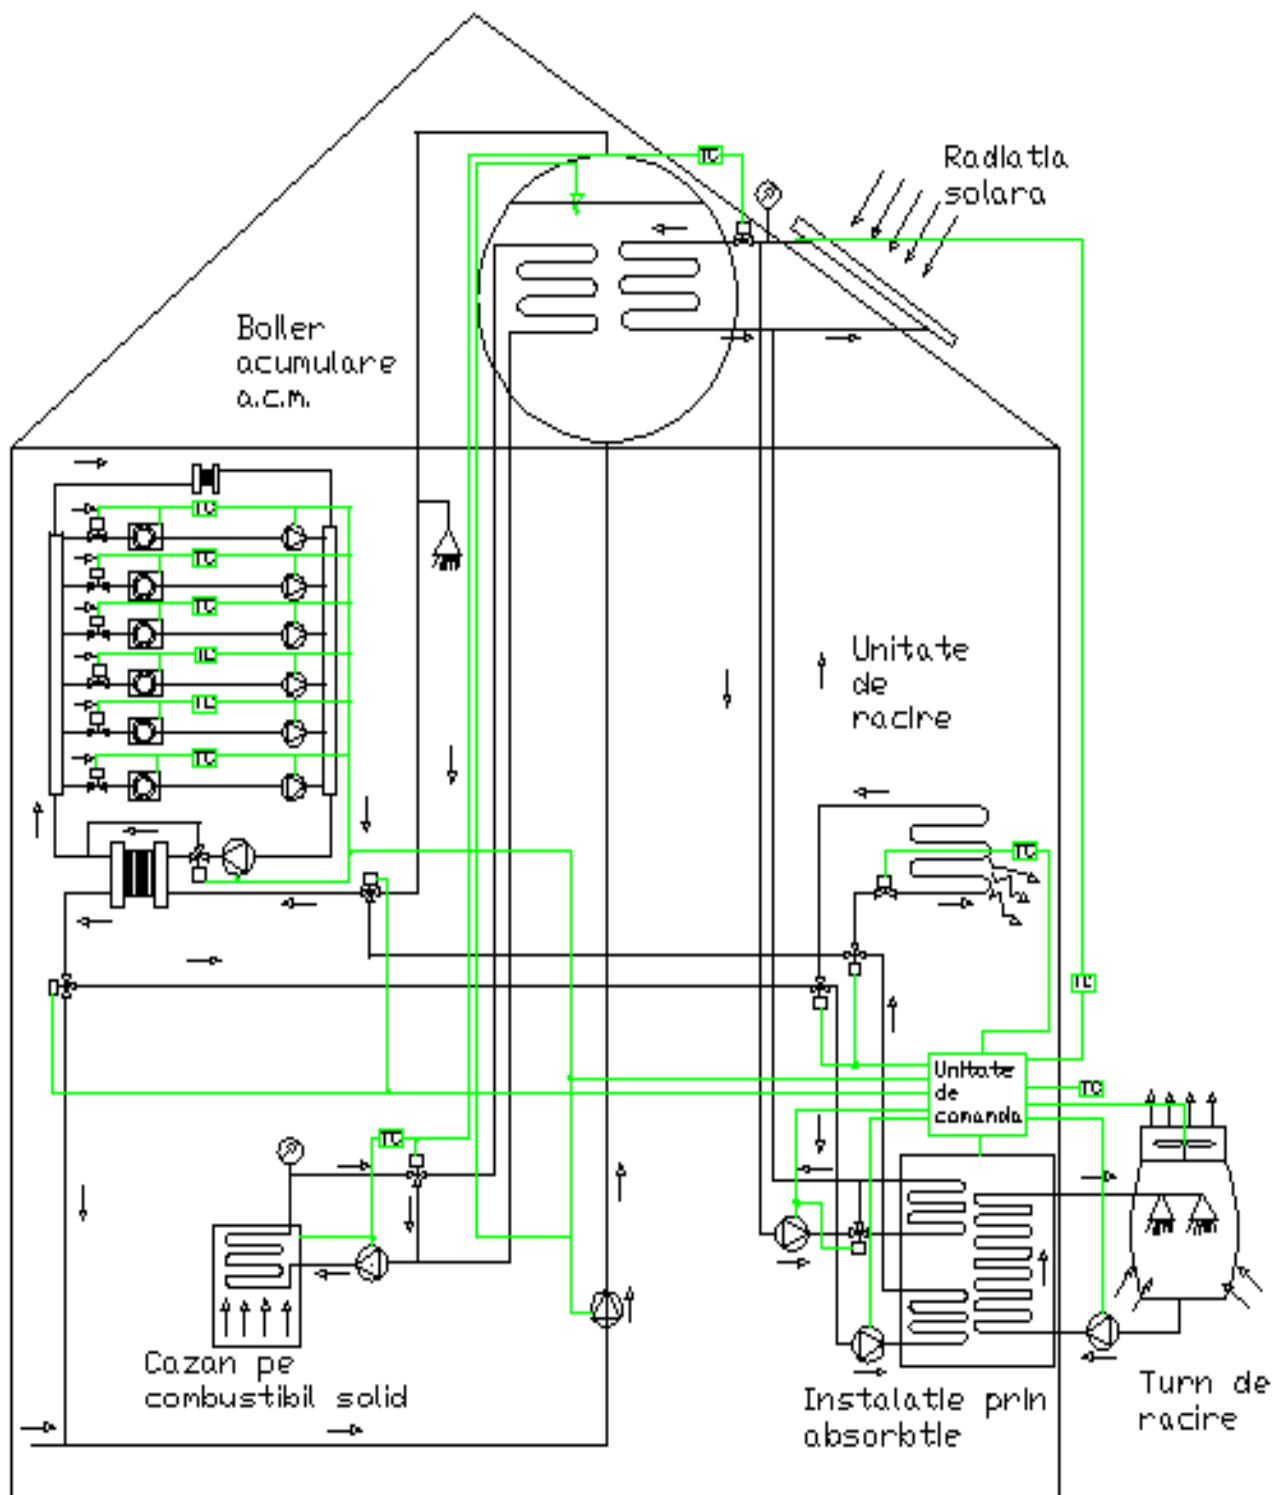 TC
Radiatia
solara
Boiler
acumulare
a.c.m.
TC
TC
TC
TC
TC
TC
Unitate
de
racire
TC
TC
Unitate
de
comanda
TC
TC
Cazan pe
combustibil solid
Instalatie prin
absorbtie
Turn de
racire